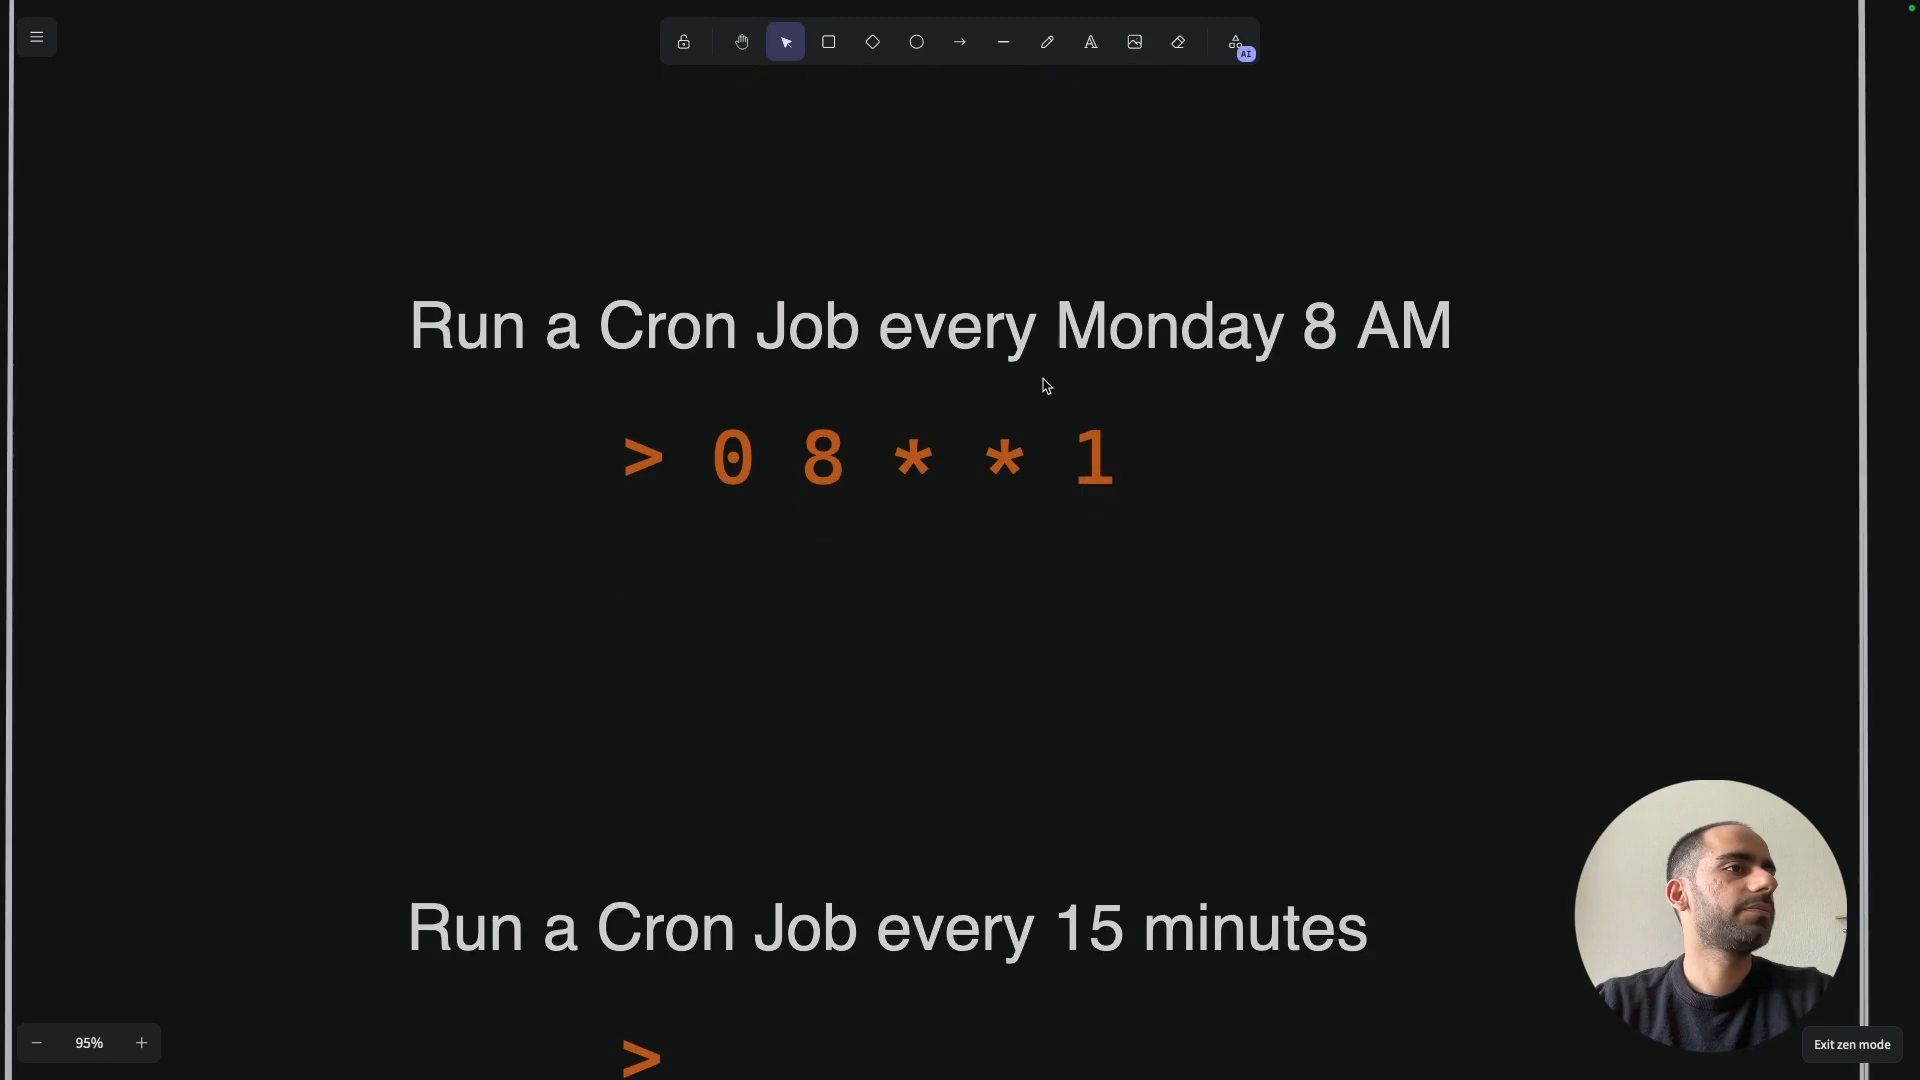 AI
Run a Cron Job every Monday 8 AM
> 0 8 * * 1
Run a Cron Job every 15 minutes
>
95%
Exit zen mode